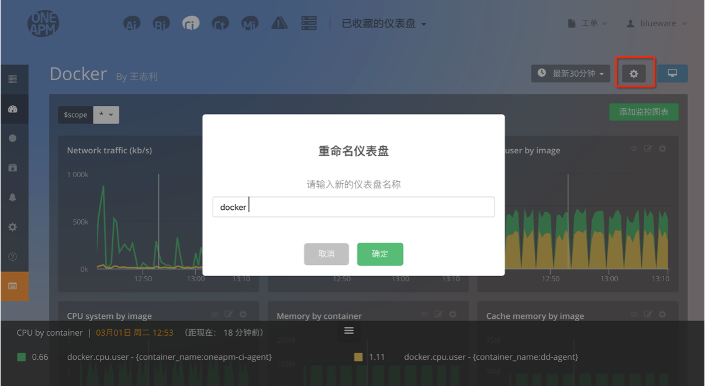 ONE APM
Ai Bi Ci Ct Mi 已收藏的仪表盘 工单 blueware
Docker By 王志利 最新30分钟
$scope * 添加监控图表
Network traffic (kb/s) user by image
1 000k
500k
0k
12:50 13:00 13:10 12:50 13:00 13:10 12:50 13:00 13:10
重命名仪表盘
请输入新的仪表盘名称
docker
取消 确定
CPU system by image Memory by container Cache memory by image
CPU by container | 03月01日 周二 12:53 (距现在: 18 分钟前)
0.66 docker.cpu.user - {container_name:oneapm-ci-agent} 1.11 docker.cpu.user - {container_name:dd-agent}